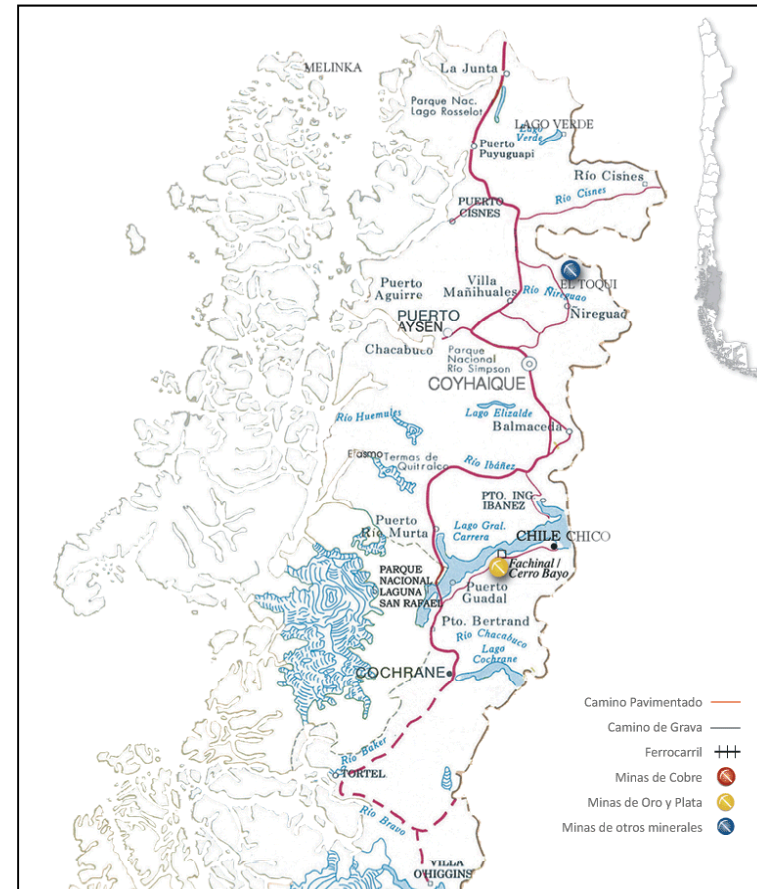 MELINKA
La Junta
Parque Nac.
Lago Rosselot
LAGO VERDE
Lago
Verde
Puerto
Puyuguapi
Río Cisnes
Río Cisnes
PUERTO
CISNES
EL TOQUI
Villa
Mañihuales
Río Ñireguao
Ñireguao
Puerto
Aguirre
PUERTO
AYSEN
Chacabuco
Parque
Nacional
Río Simpson
COYHAIQUE
Lago Elizalde
Río Huemules
Balmaceda
Termas de
Quitralco
Río Ibáñez
PTO. ING
IBAÑEZ
Puerto
Río Murta
Lago Gral.
Carrera
CHILE CHICO
Fachinal /
Cerro Bayo
PARQUE
NACIONAL
LAGUNA
SAN RAFAEL
Puerto
Guadal
Pto. Bertrand
Río Chacabuco
Lago
Cochrane
COCHRANE
Río Baker
TORTEL
Río Bravo
VILLA
O'HIGGINS
Camino Pavimentado
Camino de Grava
Ferrocarril
Minas de Cobre
Minas de Oro y Plata
Minas de otros minerales